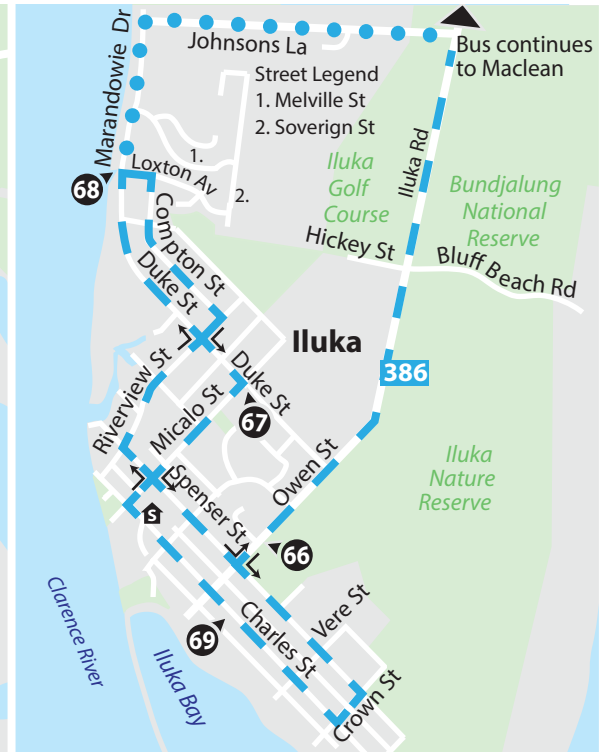 Marandowie Dr
Johnsons La
Bus continues
to Maclean
Street Legend
1. Melville St
2. Soverign St
1.
Loxton Av
2.
68
Iluka
Golf
Course
Iluka Rd
Bundjalung
National
Reserve
Compton St
Hickey St
Bluff Beach Rd
Duke St
Iluka
Riverview St
Duke St
386
Micalo St
67
Spenser St
Owen St
Iluka
Nature
Reserve
S
66
Clarence River
69
Charles St
Vere St
Iluka Bay
Crown St